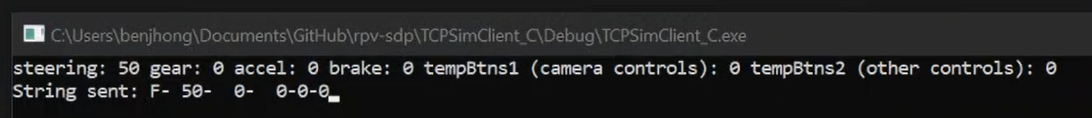 C:\Users\benjhong\Documents\GitHub\rpv-sdp\TCPSimClient_C\Debug\TCPSimClient_C.exe
steering: 50 gear: 0 accel: 0 brake: 0 tempBtns1 (camera controls): 0 tempBtns2 (other controls): 0
String sent: F- 50-  0-  0-0-0